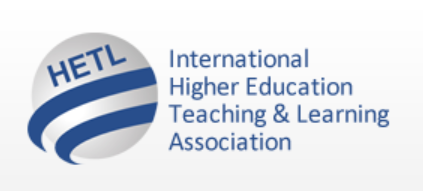 HETL
International
Higher Education
Teaching & Learning
Association